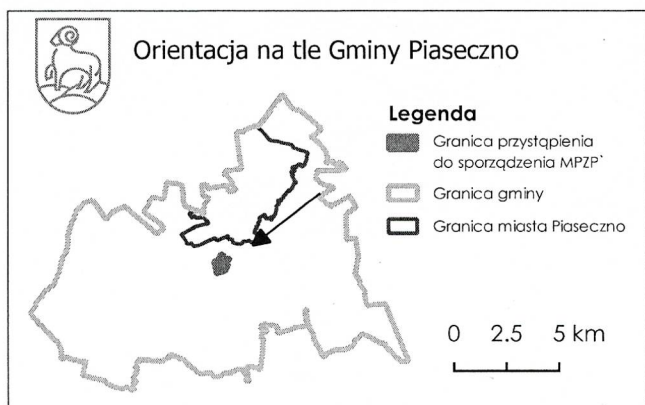 Orientacja na tle Gminy Piaseczno
Legenda
Granica przystąpienia
do sporządzenia MPZP
Granica gminy
Granica miasta Piaseczno
0 2.5 5 km